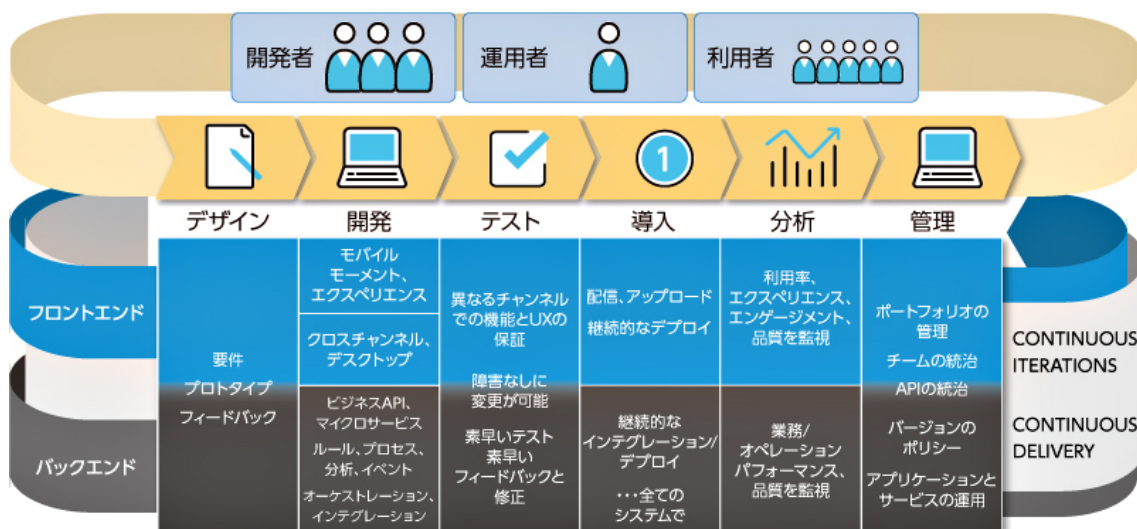 開発者
運用者
利用者
1
デザイン
開発
テスト
導入
分析
管理
フロントエンド
バックエンド
要件
プロトタイプ
フィードバック
モバイル
モーメント、
エクスペリエンス
クロスチャンネル、
デスクトップ
ビジネスAPI、
マイクロサービス
ルール、プロセス、
分析、イベント
オーケストレーション、
インテグレーション
異なるチャンネル
での機能とUXの
保証
障害なしに
変更が可能
素早いテスト
素早い
フィードバックと
修正
配信、アップロード
継続的なデプロイ
継続的な
インテグレーション/
デプロイ
・・・全ての
システムで
利用率、
エクスペリエンス、
エンゲージメント、
品質を監視
業務/
オペレーション
パフォーマンス、
品質を監視
ポートフォリオの
管理
チームの統治
APIの統治
バージョンの
ポリシー
アプリケーションと
サービスの運用
CONTINUOUS
ITERATIONS
CONTINUOUS
DELIVERY